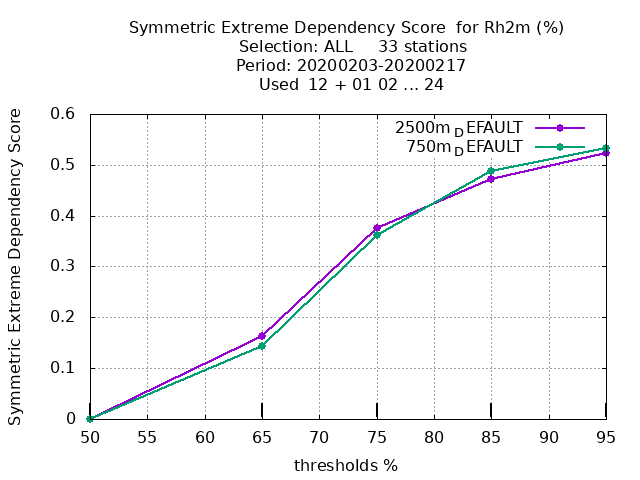 Symmetric Extreme Dependency Score  for Rh2m (%)
Selection: ALL     33 stations
Period: 20200203-20200217
Used  12 + 01 02 ... 24
Symmetric Extreme Dependency Score
0.6
0.5
0.4
0.3
0.2
0.1
0
2500m_DEFAULT
750m_DEFAULT
50 55 60 65 70 75 80 85 90 95
thresholds %